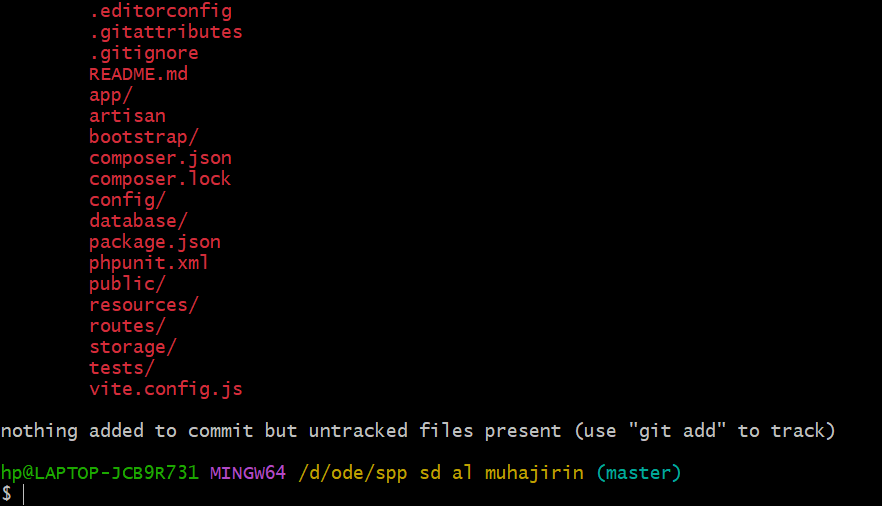 .editorconfig
.gitattributes
.gitignore
README.md
app/
artisan
bootstrap/
composer.json
composer.lock
config/
database/
package.json
phpunit.xml
public/
resources/
routes/
storage/
tests/
vite.config.js
nothing added to commit but untracked files present (use "git add" to track)
hp@LAPTOP-JCB9R731 MINGW64 /d/ode/spp sd al muhajirin (master)
$